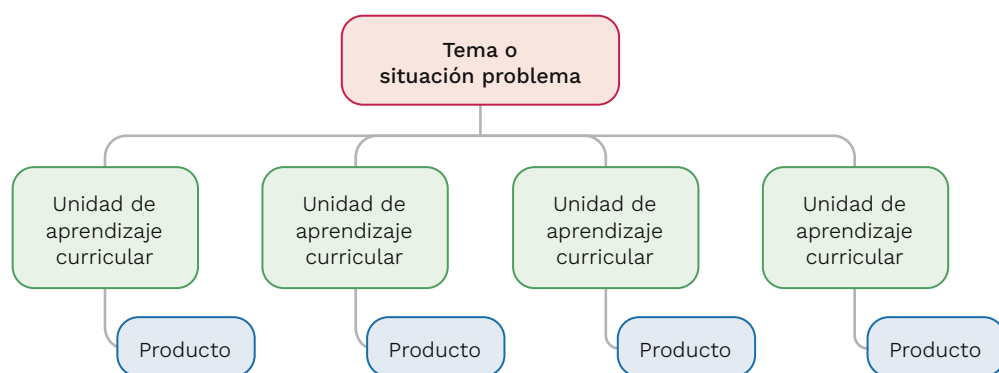 Tema o
situación problema
Unidad de
aprendizaje
curricular
Unidad de
aprendizaje
curricular
Unidad de
aprendizaje
curricular
Unidad de
aprendizaje
curricular
Producto
Producto
Producto
Producto